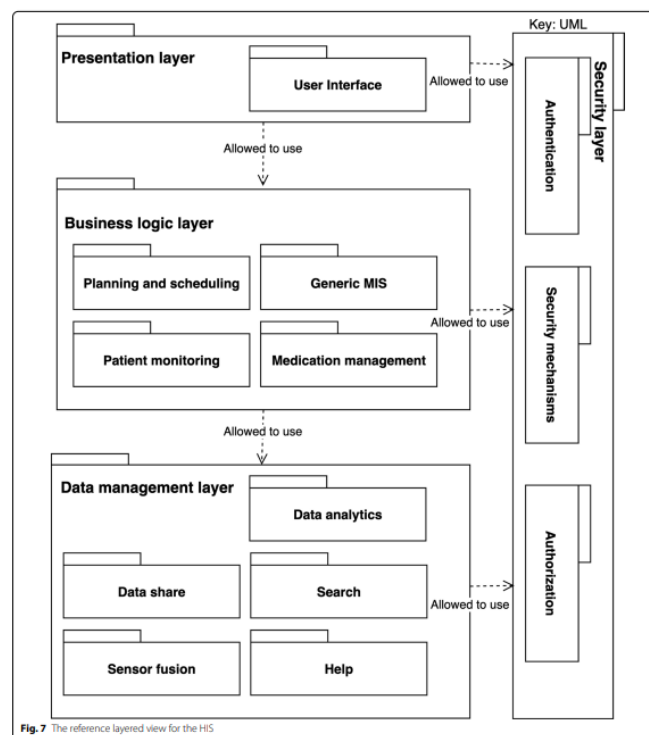 Key: UML
Presentation layer
User Interface
Allowed to use
Allowed to use
Security layer
Authentication
Business logic layer
Planning and scheduling
Generic MIS
Patient monitoring
Medication management
Allowed to use
Security mechanisms
Allowed to use
Data management layer
Data analytics
Data share
Search
Allowed to use
Authorization
Sensor fusion
Help
Fig. 7 The reference layered view for the HIS